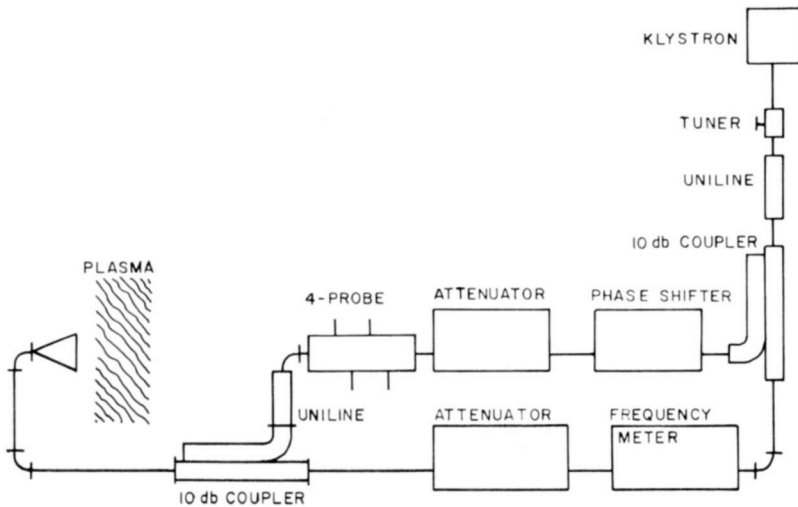 KLYSTRON
TUNER
UNILINE
10 db COUPLER
PLASMA
4-PROBE
ATTENUATOR
PHASE SHIFTER
UNILINE
ATTENUATOR
FREQUENCY
METER
10 db COUPLER